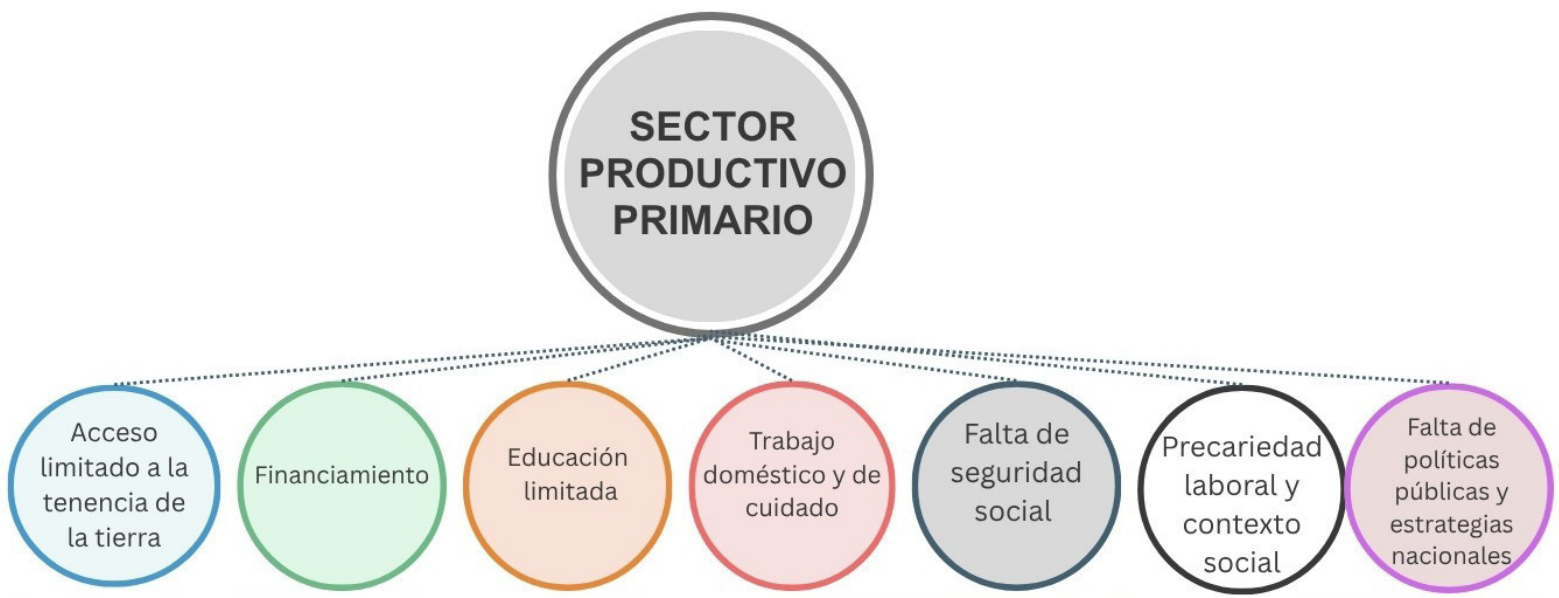 SECTOR
PRODUCTIVO
PRIMARIO
Acceso
limitado a la
tenencia de
la tierra
Financiamiento
Educación
limitada
Trabajo
doméstico y de
cuidado
Falta de
seguridad
social
Precariedad
laboral y
contexto
social
Falta de
políticas
públicas y
estrategias
nacionales